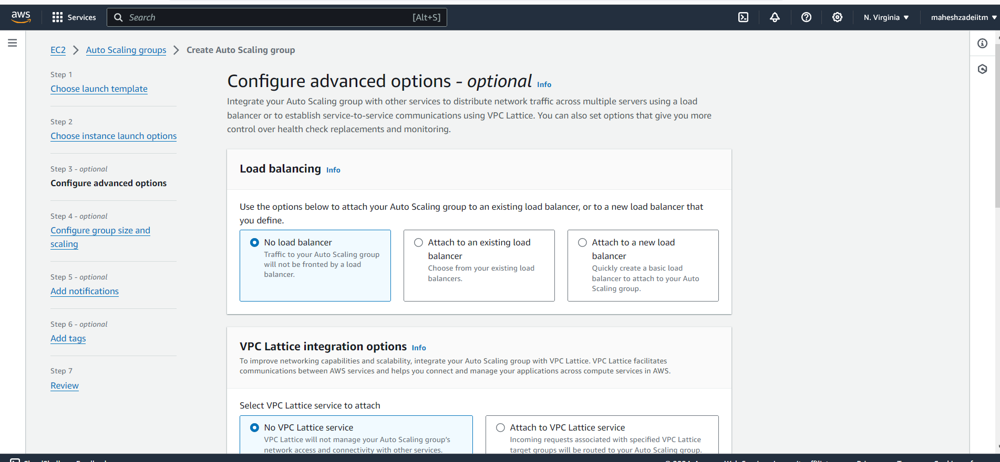 aws
Services
Search
[Alt+S]
N. Virginia
maheshzadeiitm
EC2
Auto Scaling groups
Create Auto Scaling group
Step 1
Choose launch template
Step 2
Choose instance launch options
Step 3 - optional
Configure advanced options
Step 4 - optional
Configure group size and
scaling
Step 5 - optional
Add notifications
Step 6 - optional
Add tags
Step 7
Review
Configure advanced options - optional Info
Integrate your Auto Scaling group with other services to distribute network traffic across multiple servers using a load
balancer or to establish service-to-service communications using VPC Lattice. You can also set options that give you more
control over health check replacements and monitoring.
Load balancing Info
Use the options below to attach your Auto Scaling group to an existing load balancer, or to a new load balancer that
you define.
No load balancer
Traffic to your Auto Scaling group
will not be fronted by a load
balancer.
Attach to an existing load
balancer
Choose from your existing load
balancers.
Attach to a new load
balancer
Quickly create a basic load
balancer to attach to your Auto
Scaling group.
VPC Lattice integration options Info
To improve networking capabilities and scalability, integrate your Auto Scaling group with VPC Lattice. VPC Lattice facilitates
communications between AWS services and helps you connect and manage your applications across compute services in AWS.
Select VPC Lattice service to attach
No VPC Lattice service
VPC Lattice will not manage your Auto Scaling group's
network access and connectivity with other services.
Attach to VPC Lattice service
Incoming requests associated with specified VPC Lattice
target groups will be routed to your Auto Scaling group.